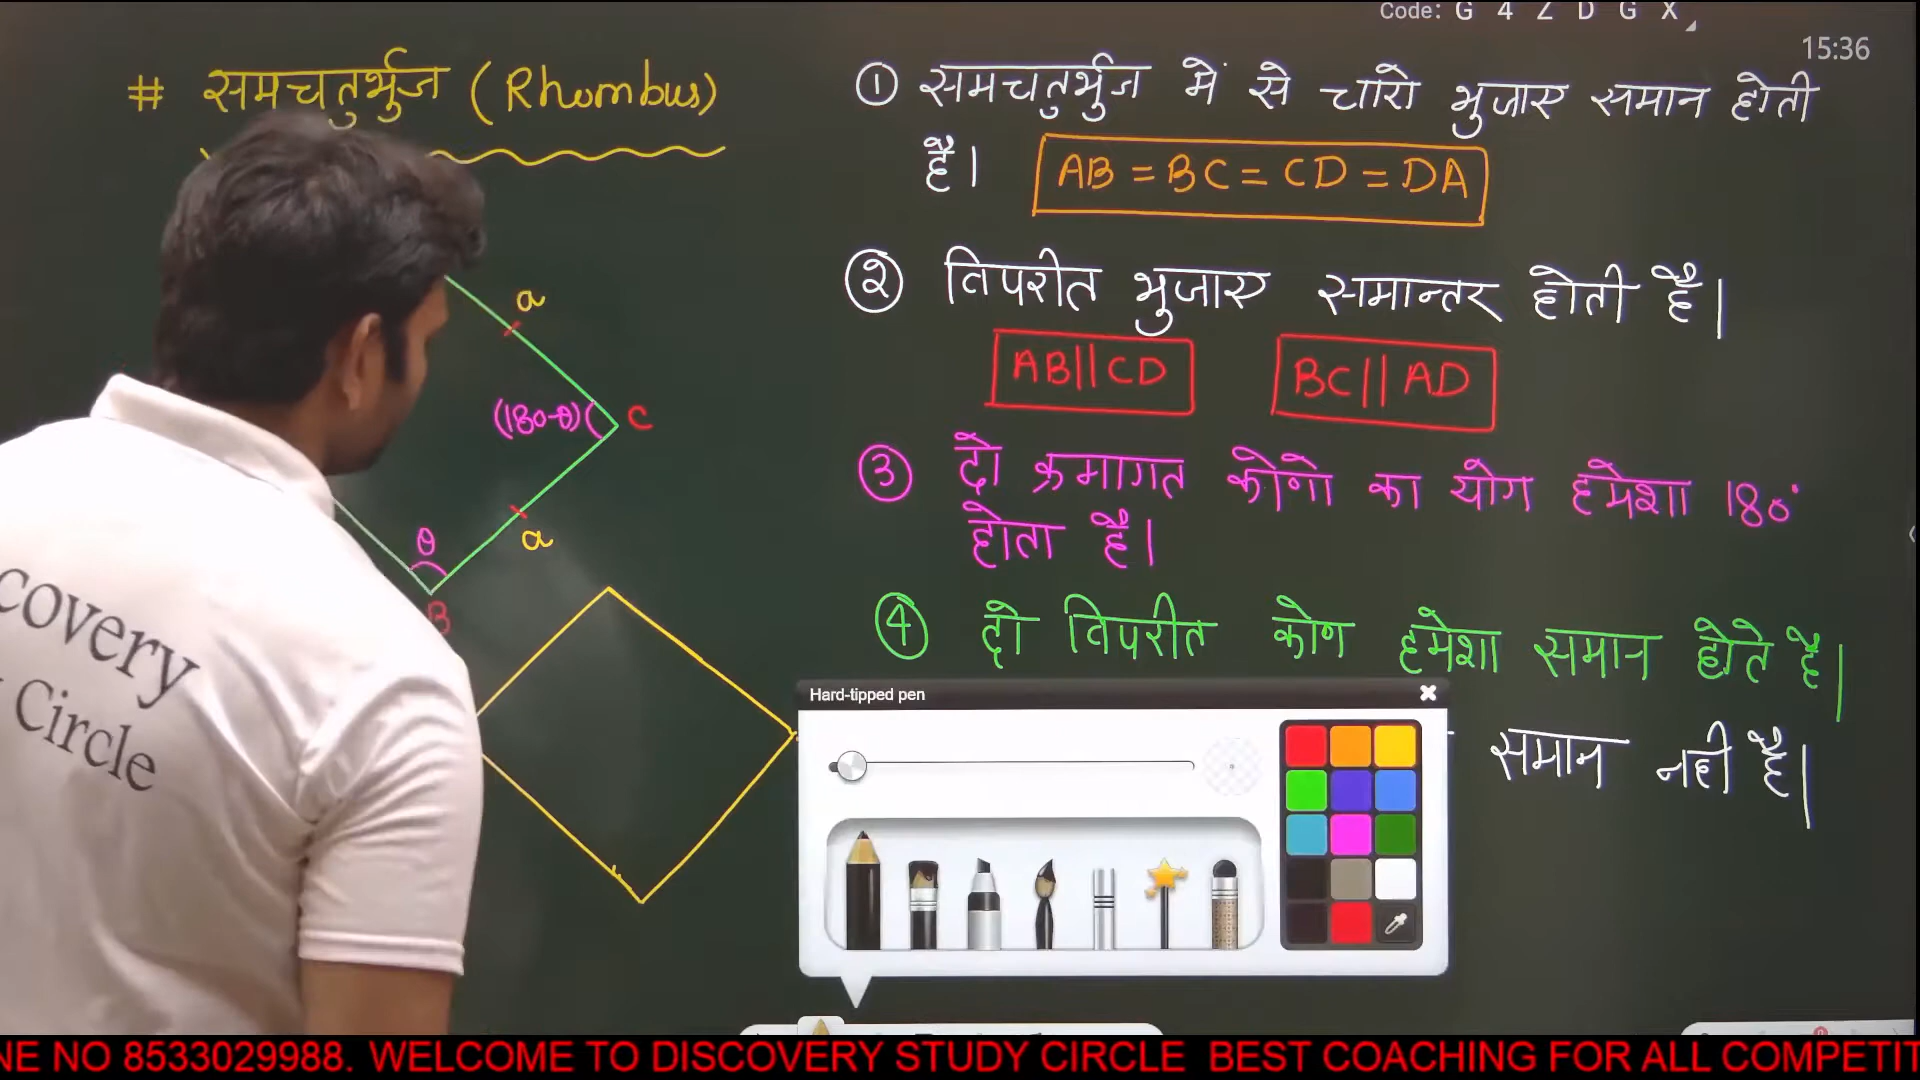 Code: G 4 Z D G X
15:36
# समचतुर्भुज (Rhombus)
① समचतुर्भुज में से चारो भुजाए समान होती
है। AB = BC = CD = DA
② विपरीत भुजाए समान्तर होती है।
AB||CD BC|| AD
③ दो क्रमागत कोणो का योग हमेशा 180°
होता है।
④ दो विपरीत कोण हमेशा समान होते है।
समान नही है।
a
(180-θ) C
a
θ
B
covery
Circle
Hard-tipped pen
NE NO 8533029988. WELCOME TO DISCOVERY STUDY CIRCLE BEST COACHING FOR ALL COMPETIT